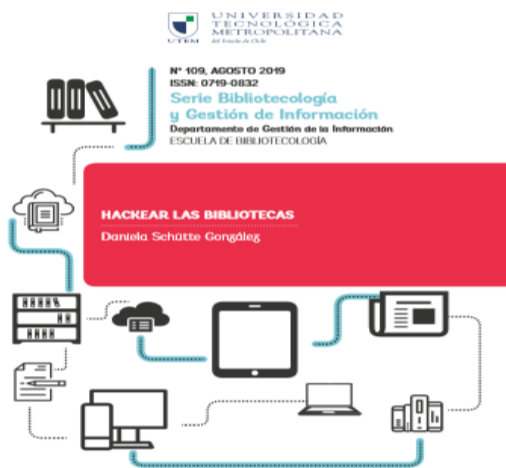 UNIVERSIDAD
TECNOLÓGICA
METROPOLITANA
UTEM del Estado de Chile
N° 109, AGOSTO 2019
ISSN: 0719-0832
Serie Bibliotecología
y Gestión de Información
Departamento de Gestión de la Información
ESCUELA DE BIBLIOTECOLOGÍA
HACKEAR LAS BIBLIOTECAS
Daniela Schütte González